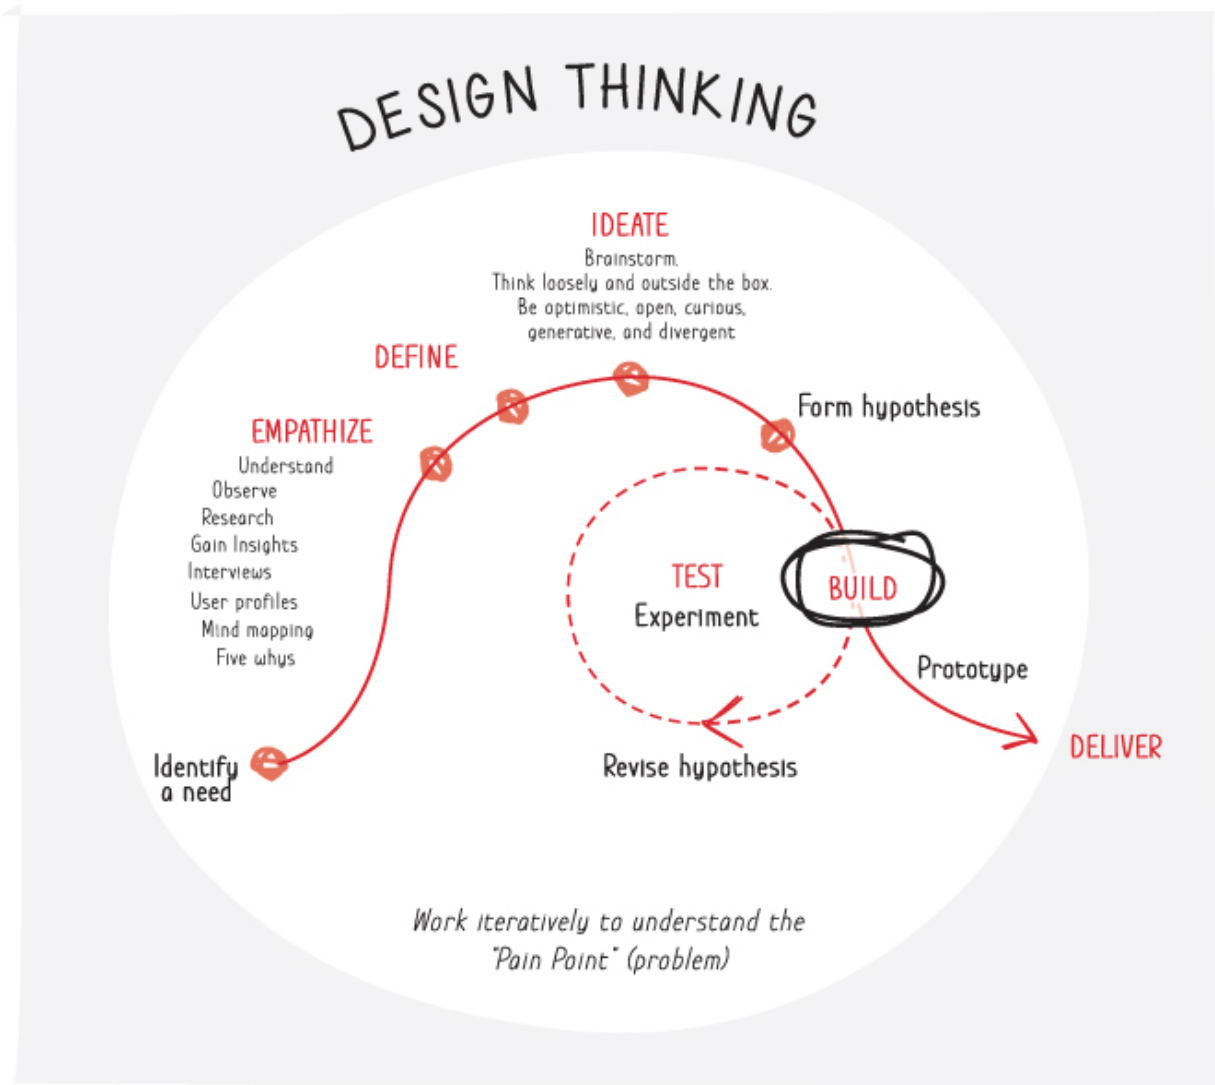 DESIGN THINKING
IDEATE
Brainstorm.
Think loosely and outside the box.
Be optimistic, open, curious,
generative, and divergent
DEFINE
EMPATHIZE
Understand
Observe
Research
Gain Insights
Interviews
User profiles
Mind mapping
Five whys
Identify
a need
Form hypothesis
TEST
Experiment
BUILD
Prototype
Revise hypothesis
DELIVER
Work iteratively to understand the
"Pain Point" (problem)